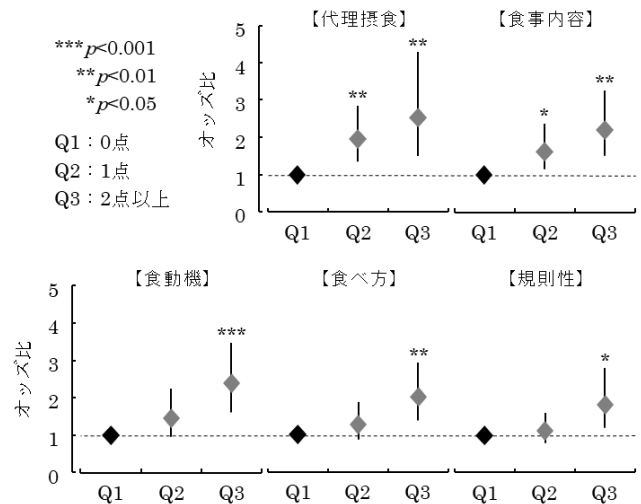 【代理摂食】 【食事内容】
***p<0.001
**p<0.01
*p<0.05
Q1：0点
Q2：1点
Q3：2点以上
オッズ比
5
4
3
2
1
0
** **
* **
Q1 Q2 Q3 Q1 Q2 Q3
【食動機】 【食べ方】 【規則性】
オッズ比
5
4
3
2
1
0
*** ** *
Q1 Q2 Q3 Q1 Q2 Q3 Q1 Q2 Q3